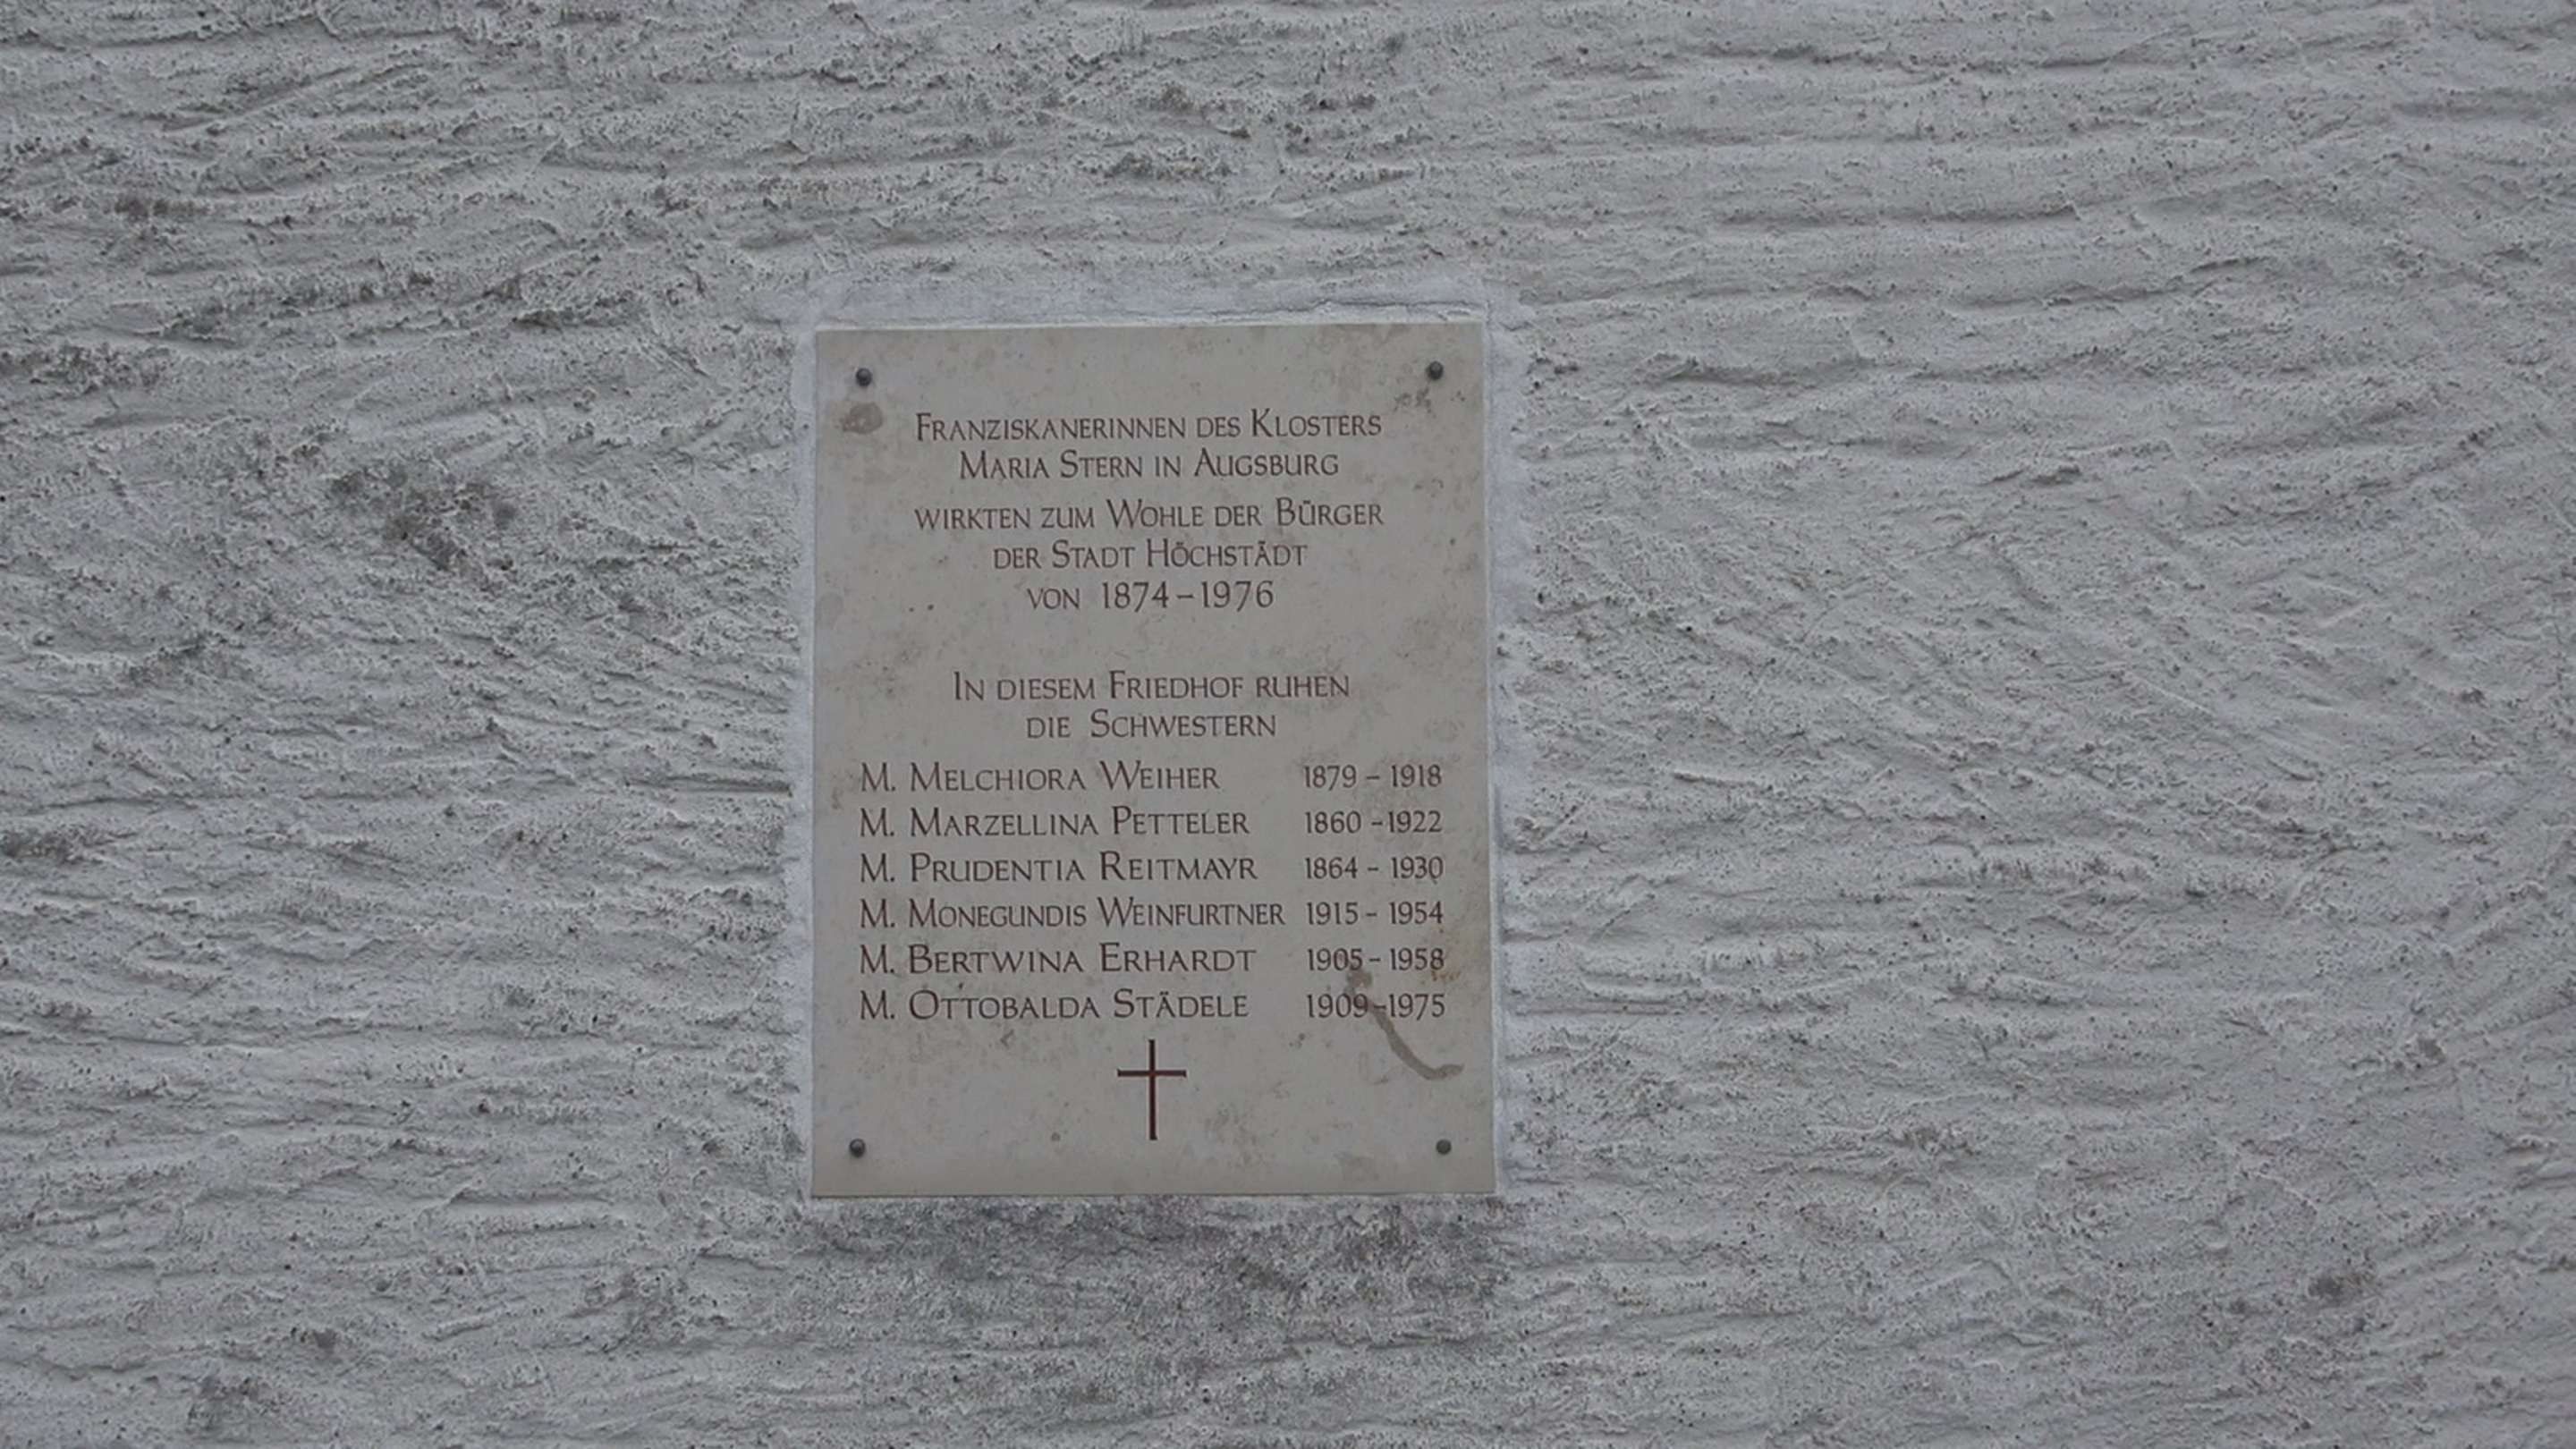 Franziskanerinnen des Klosters
Maria Stern in Augsburg
wirkten zum Wohle der Bürger
der Stadt Höchstädt
von 1874 – 1976
In diesem Friedhof ruhen
die Schwestern
M. Melchiora Weiher 1879 – 1918
M. Marzellina Petteler 1860 – 1922
M. Prudentia Reitmayr 1864 – 1930
M. Monegundis Weinfurtner 1915 – 1954
M. Bertwina Erhardt 1905 – 1958
M. Ottobalda Städele 1909 – 1975